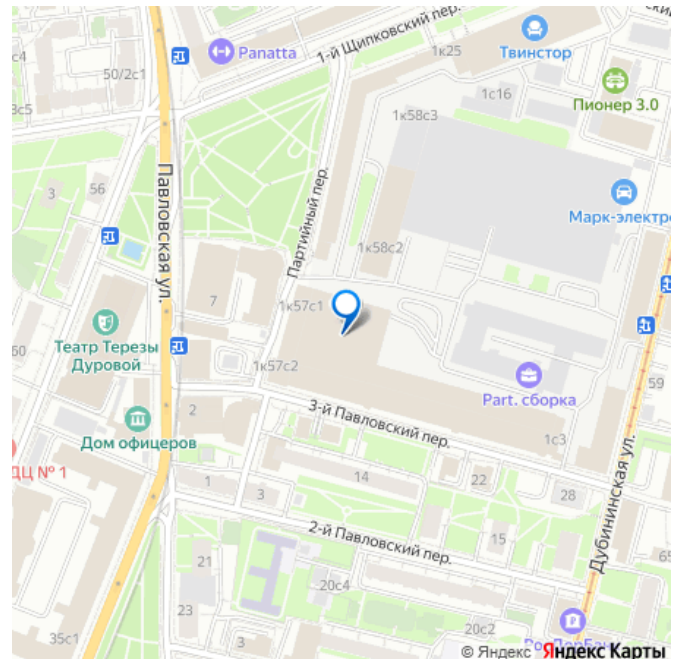 1-й Щипковский пер.
1к25
Твинстор
с4
Panatta
50/2с1
3с5
1с16
Пионер 3.0
1к58с3
Павловская ул.
Партийный пер.
56
3
Марк-электро
1к58с2
7
1к57с1
Театр Терезы
Дуровой
60
1к57с2
59
Part. сборка
2
3-й Павловский пер.
Дом офицеров
1с3
ДЦ № 1
14
22
1
3
28
Дубининская ул.
2-й Павловский пер.
15
65
21
20с4
23
20с2
РосДорБанк
3
35с1
© Яндекс Яндекс Карты